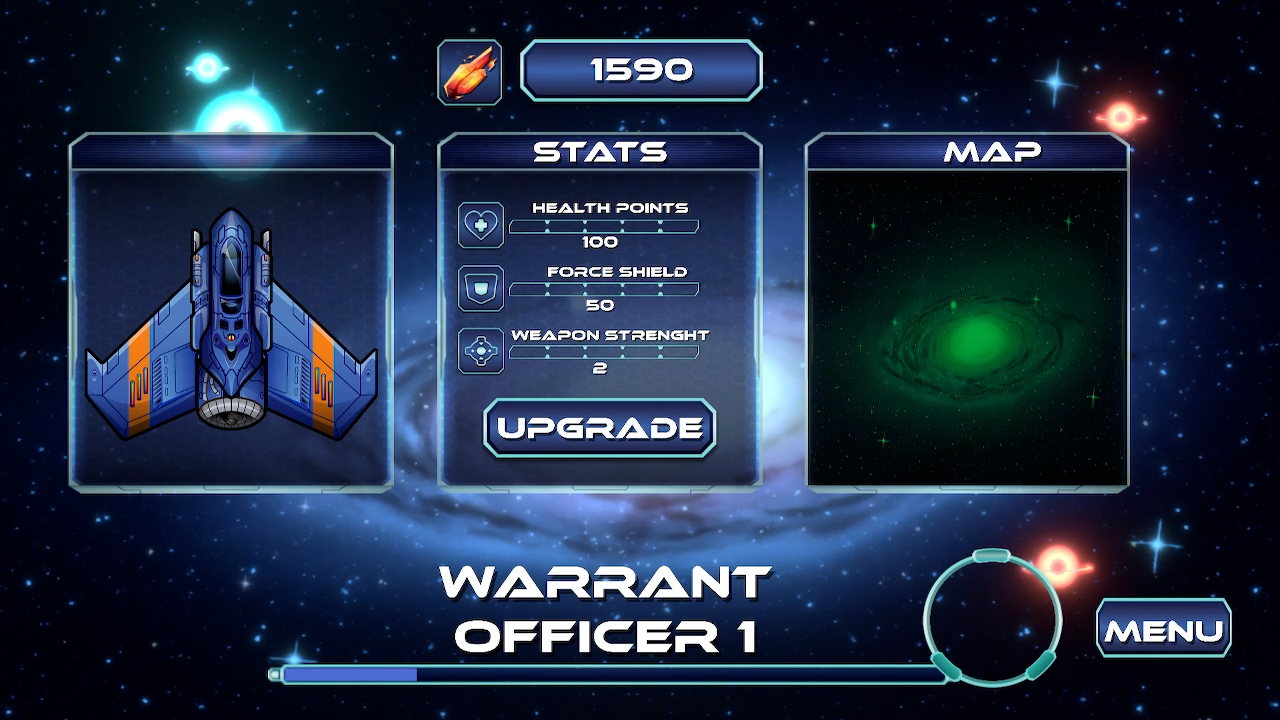 1590
STATS
HEALTH POINTS
100
FORCE SHIELD
50
WEAPON STRENGHT
2
UPGRADE
MAP
WARRANT
OFFICER 1
MENU